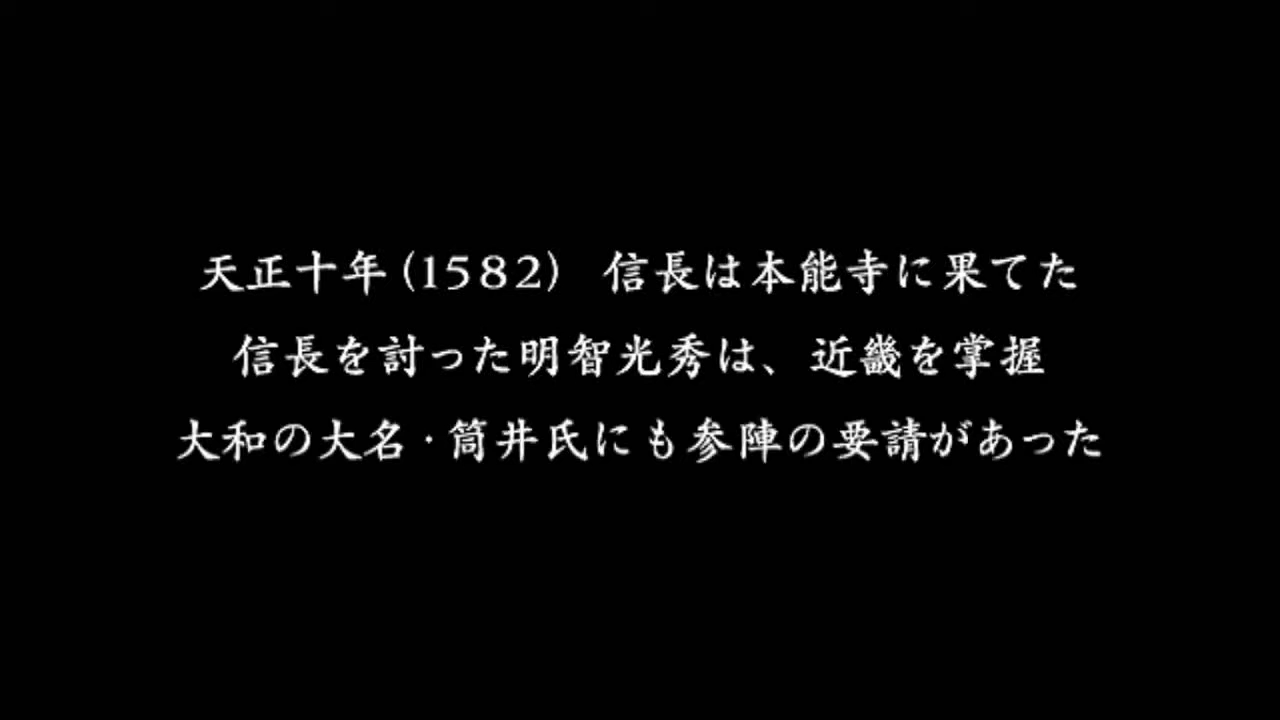 天正十年(1582) 信長は本能寺に果てた
信長を討った明智光秀は、近畿を掌握
大和の大名・筒井氏にも参陣の要請があった